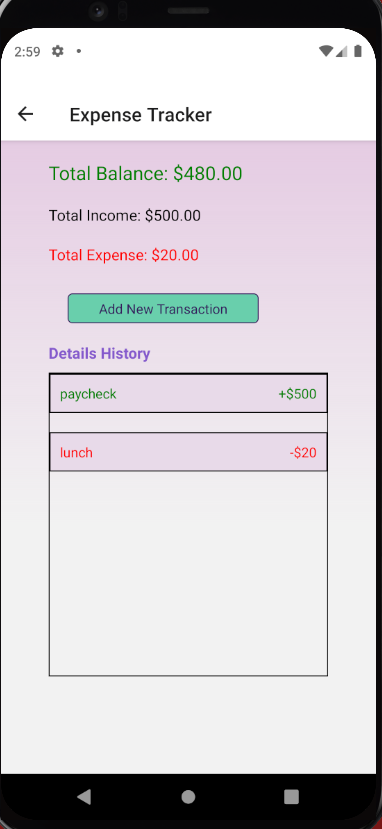 2:59
Expense Tracker
Total Balance: $480.00
Total Income: $500.00
Total Expense: $20.00
Add New Transaction
Details History
paycheck +$500
lunch -$20